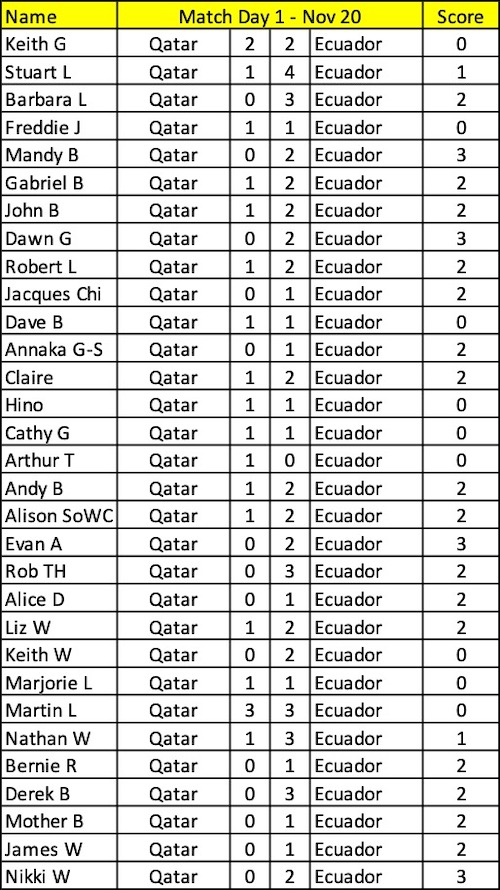 Name Match Day 1 - Nov 20 Score
Keith G Qatar 2 2 Ecuador 0
Stuart L Qatar 1 4 Ecuador 1
Barbara L Qatar 0 3 Ecuador 2
Freddie J Qatar 1 1 Ecuador 0
Mandy B Qatar 0 2 Ecuador 3
Gabriel B Qatar 1 2 Ecuador 2
John B Qatar 1 2 Ecuador 2
Dawn G Qatar 0 2 Ecuador 3
Robert L Qatar 1 2 Ecuador 2
Jacques Chi Qatar 0 1 Ecuador 2
Dave B Qatar 1 1 Ecuador 0
Annaka G-S Qatar 0 1 Ecuador 2
Claire Qatar 1 2 Ecuador 2
Hino Qatar 1 1 Ecuador 0
Cathy G Qatar 1 1 Ecuador 0
Arthur T Qatar 1 0 Ecuador 0
Andy B Qatar 1 2 Ecuador 2
Alison SoWC Qatar 1 2 Ecuador 2
Evan A Qatar 0 2 Ecuador 3
Rob TH Qatar 0 3 Ecuador 2
Alice D Qatar 0 1 Ecuador 2
Liz W Qatar 1 2 Ecuador 2
Keith W Qatar 0 2 Ecuador 0
Marjorie L Qatar 1 1 Ecuador 0
Martin L Qatar 3 3 Ecuador 0
Nathan W Qatar 1 3 Ecuador 1
Bernie R Qatar 0 1 Ecuador 2
Derek B Qatar 0 3 Ecuador 2
Mother B Qatar 0 1 Ecuador 2
James W Qatar 0 1 Ecuador 2
Nikki W Qatar 0 2 Ecuador 3